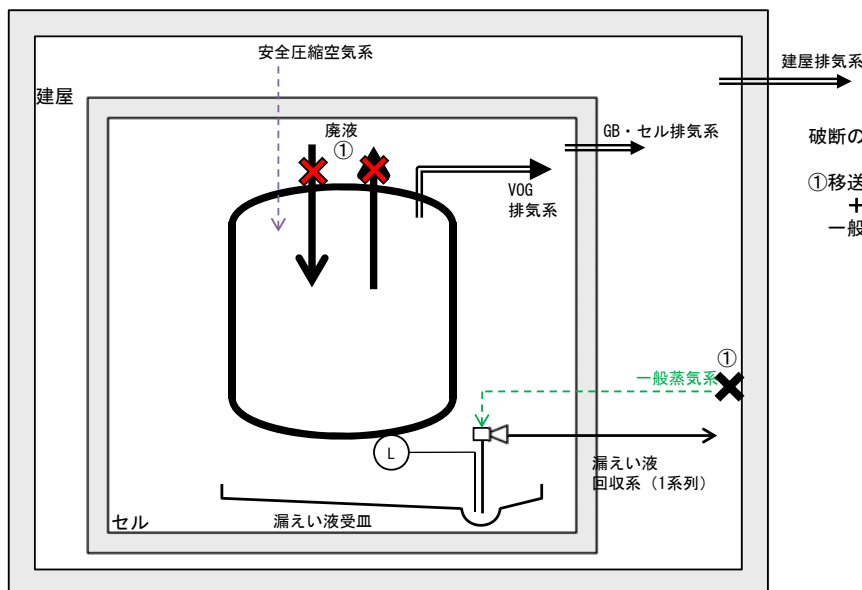 安全圧縮空気系
建屋排気系
建屋
廃液
①
GB・セル排気系
破断の
VOG
排気系
①移送
＋
一般
①
一般蒸気系
L
漏えい液
回収系（1系列）
漏えい液受皿
セル